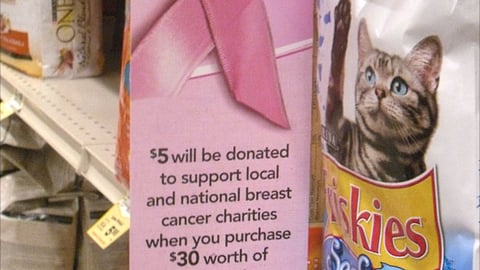 ONE
$5 will be donated
to support local
and national breast
cancer charities
when you purchase
$30 worth of
iskies